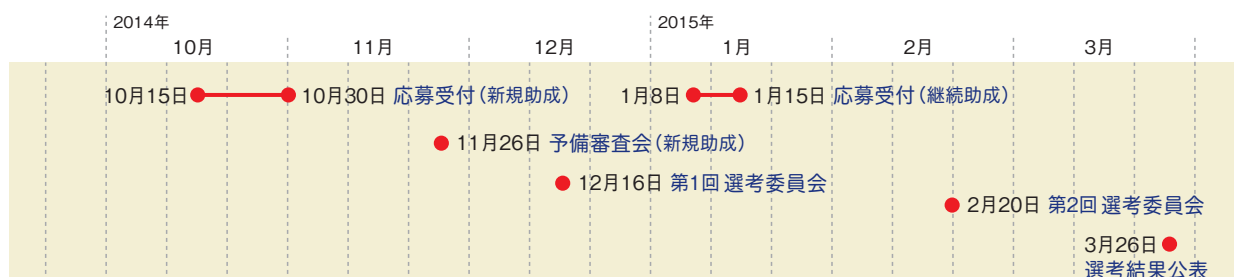 2014年
2015年
10月
11月
12月
1月
2月
3月
10月15日
10月30日 応募受付(新規助成)
1月8日
1月15日 応募受付(継続助成)
11月26日 予備審査会(新規助成)
12月16日 第1回 選考委員会
2月20日 第2回 選考委員会
3月26日
選考結果公表